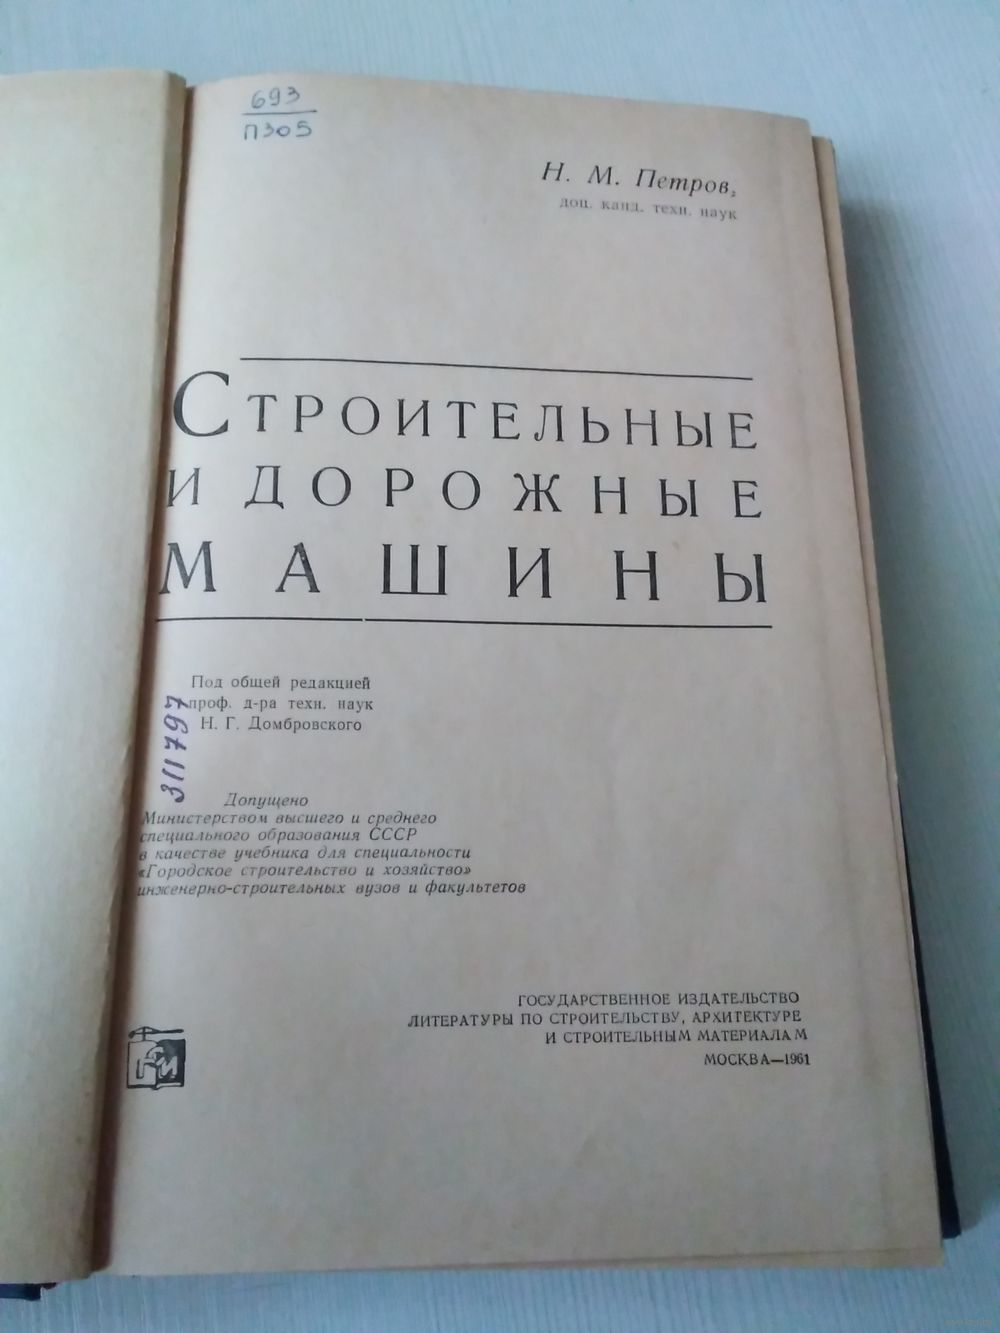 693
П305
Н. М. Петров,
доц. канд. техн. наук
СТРОИТЕЛЬНЫЕ
И ДОРОЖНЫЕ
МАШИНЫ
Под общей редакцией
проф. д-ра техн. наук
Н. Г. Домбровского
311797
Допущено
Министерством высшего и среднего
специального образования СССР
в качестве учебника для специальности
«Городское строительство и хозяйство»
инженерно-строительных вузов и факультетов
ГОСУДАРСТВЕННОЕ ИЗДАТЕЛЬСТВО
ЛИТЕРАТУРЫ ПО СТРОИТЕЛЬСТВУ, АРХИТЕКТУРЕ
И СТРОИТЕЛЬНЫМ МАТЕРИАЛАМ
МОСКВА—1961